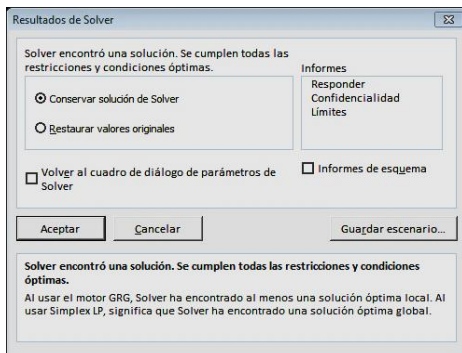 Resultados de Solver
Solver encontró una solución. Se cumplen todas las
restricciones y condiciones óptimas.
Informes
Responder
Confidencialidad
Límites
Conservar solución de Solver
Restaurar valores originales
Volver al cuadro de diálogo de parámetros de
Solver
Informes de esquema
Aceptar
Cancelar
Guardar escenario...
Solver encontró una solución. Se cumplen todas las restricciones y condiciones
óptimas.
Al usar el motor GRG, Solver ha encontrado al menos una solución óptima local. Al
usar Simplex LP, significa que Solver ha encontrado una solución óptima global.